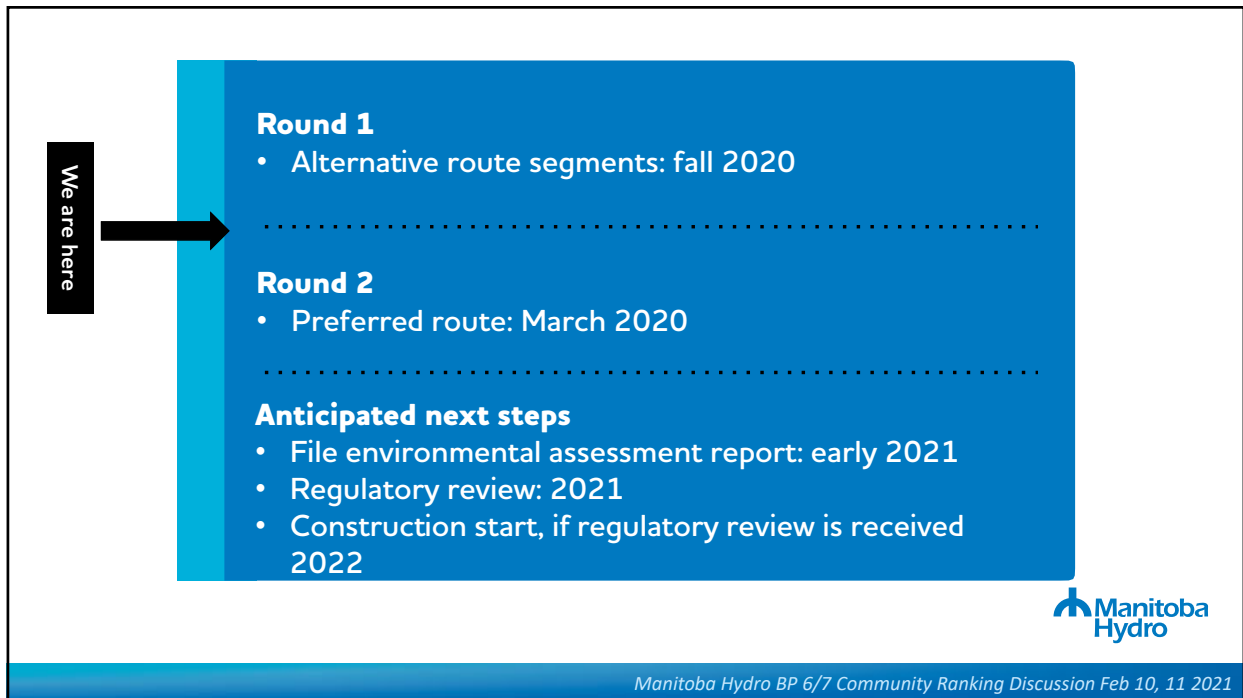 We are here
Round 1
• Alternative route segments: fall 2020
Round 2
• Preferred route: March 2020
Anticipated next steps
• File environmental assessment report: early 2021
• Regulatory review: 2021
• Construction start, if regulatory review is received
2022
Manitoba
Hydro
Manitoba Hydro BP 6/7 Community Ranking Discussion Feb 10, 11 2021